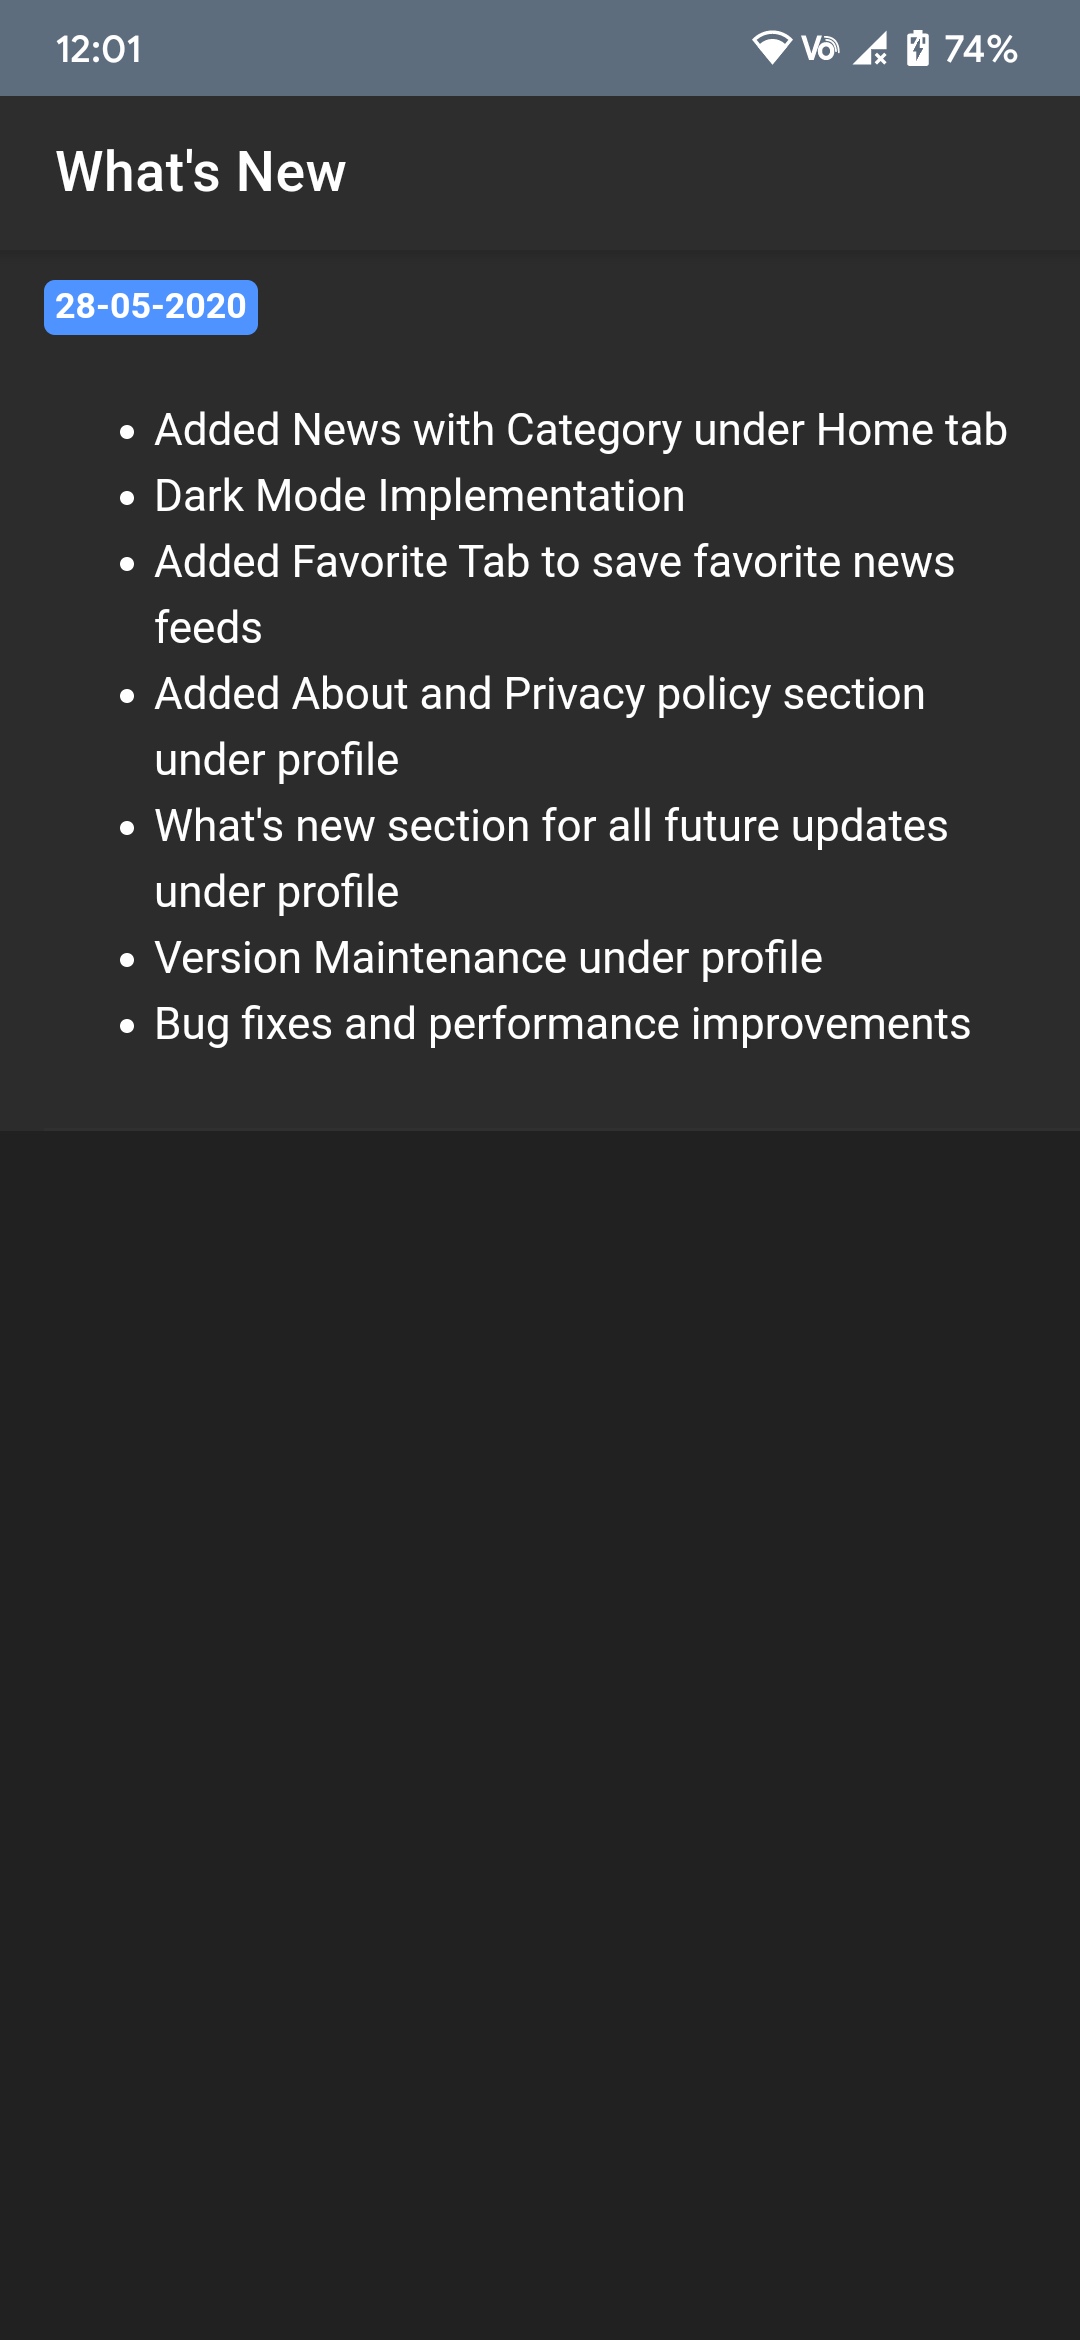 12:01 Vo 74%
What's New
28-05-2020
• Added News with Category under Home tab
• Dark Mode Implementation
• Added Favorite Tab to save favorite news
feeds
• Added About and Privacy policy section
under profile
• What's new section for all future updates
under profile
• Version Maintenance under profile
• Bug fixes and performance improvements